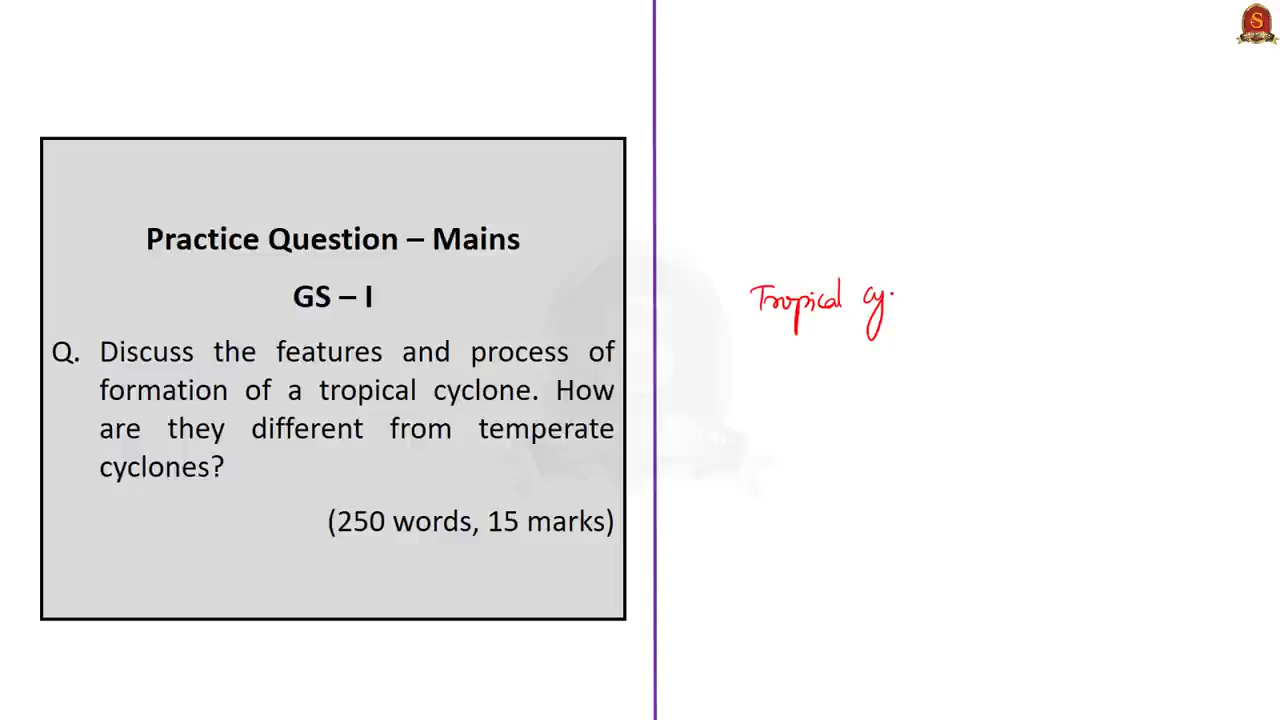 Practice Question – Mains
GS – I
Q. Discuss the features and process of
formation of a tropical cyclone. How
are they different from temperate
cyclones?
(250 words, 15 marks)
Tropical cy.
S